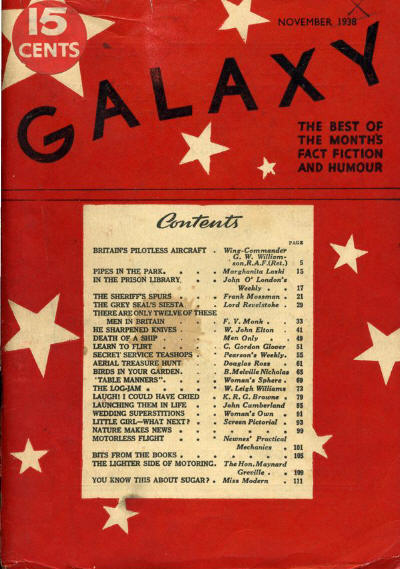 15
CENTS
NOVEMBER 1938
GALAXY
THE BEST OF
THE MONTH'S
FACT FICTION
AND HUMOUR
Contents
PAGE
BRITAIN'S PILOTLESS AIRCRAFT . Wing-Commander
G. W. William-
son, R.A.F. (Ret.) 5
PIPES IN THE PARK . . . . Marghanita Laski 15
IN THE PRISON LIBRARY . . John O' London's
Weekly . . 17
THE SHERIFF'S SPURS . . . Frank Mossman . 21
THE GREY SEAL'S SIESTA . . Lord Revelstoke . 29
THERE ARE ONLY TWELVE OF THESE
MEN IN BRITAIN . . F. Y. Monk . . 33
HE SHARPENED KNIVES . . W. John Elton . 41
DEATH OF A SHIP . . . Men Only . . 49
LEARN TO FLIRT . . . C. Gordon Glover 51
SECRET SERVICE TEASHOPS . Pearson's Weekly . 55
AERIAL TREASURE HUNT . Douglas Ross . 61
BIRDS IN YOUR GARDEN . B. Melville Nicholas 65
"TABLE MANNERS" . . Woman's Sphere . 69
THE LOG-JAM . . . . W. Leigh Williams 73
LAUGH! I COULD HAVE CRIED . K. R. G. Browne . 79
LAUNCHING THEM IN LIFE . John Cumberland 85
WEDDING SUPERSTITIONS . Woman's Own . 91
LITTLE GIRL—WHAT NEXT? . Screen Pictorial . 93
NATURE MAKES NEWS . . . . . 99
MOTORLESS FLIGHT . . Newnes' Practical
Mechanics . 101
BITS FROM THE BOOKS . . . . . 105
THE LIGHTER SIDE OF MOTORING . The Hon. Maynard
Greville . . . 109
YOU KNOW THIS ABOUT SUGAR? . Miss Modern . 111